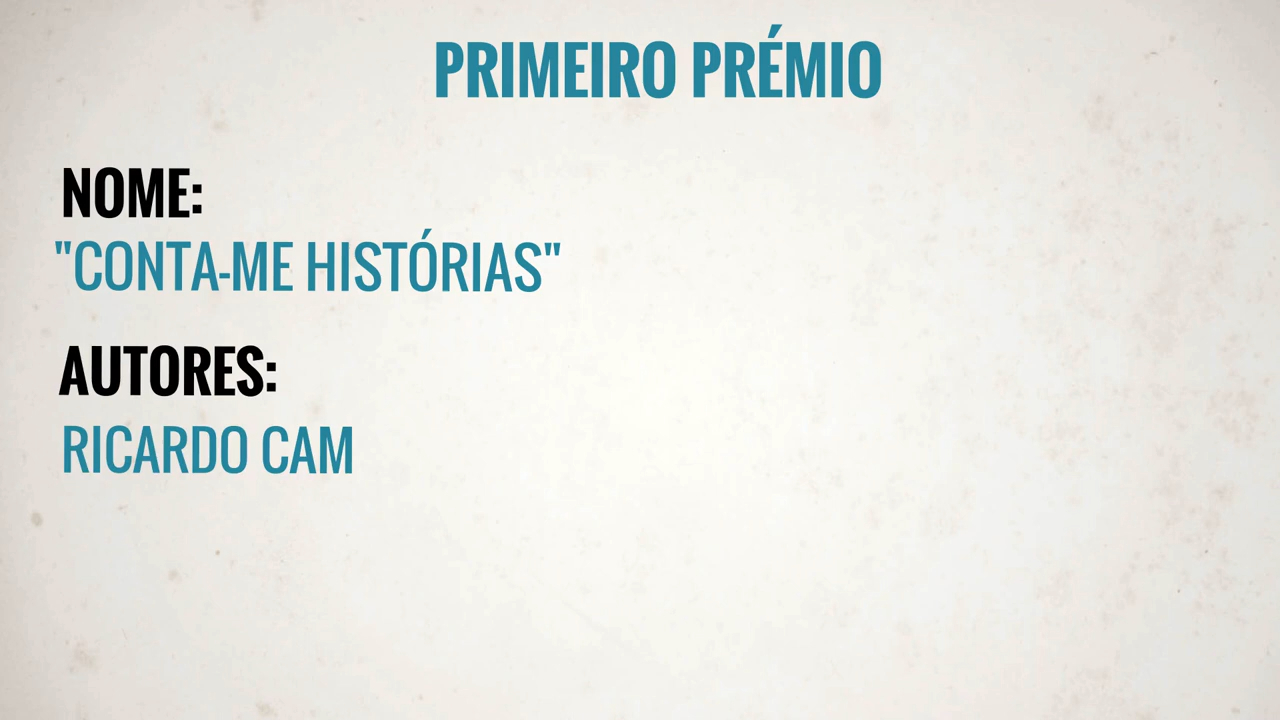 PRIMEIRO PRÉMIO
NOME:
"CONTA-ME HISTÓRIAS"
AUTORES:
RICARDO CAM